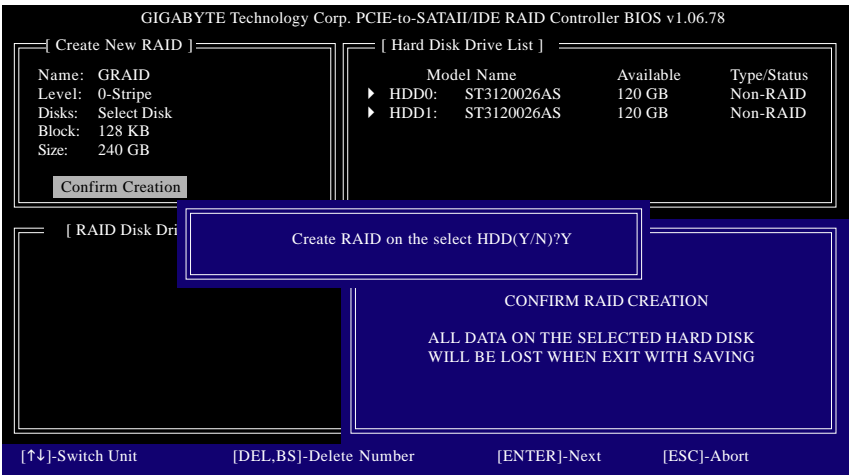 GIGABYTE Technology Corp. PCIE-to-SATAII/IDE RAID Controller BIOS v1.06.78
[ Create New RAID ]
Name: GRAID
Level: 0-Stripe
Disks: Select Disk
Block: 128 KB
Size: 240 GB
Confirm Creation
[ Hard Disk Drive List ]
Model Name Available Type/Status
HDD0: ST3120026AS 120 GB Non-RAID
HDD1: ST3120026AS 120 GB Non-RAID
[ RAID Disk Dri
Create RAID on the select HDD(Y/N)?Y
CONFIRM RAID CREATION
ALL DATA ON THE SELECTED HARD DISK
WILL BE LOST WHEN EXIT WITH SAVING
[↑↓]-Switch Unit [DEL,BS]-Delete Number [ENTER]-Next [ESC]-Abort